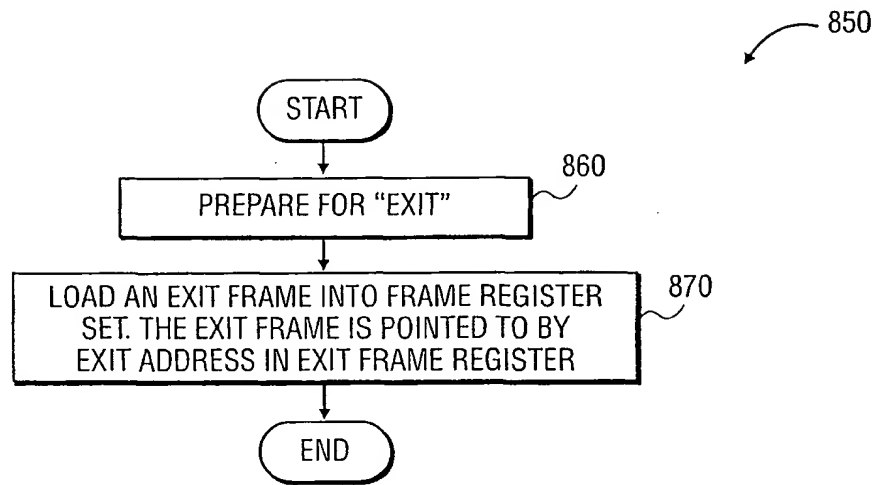 850
START
860
PREPARE FOR “EXIT”
870
LOAD AN EXIT FRAME INTO FRAME REGISTER
SET. THE EXIT FRAME IS POINTED TO BY
EXIT ADDRESS IN EXIT FRAME REGISTER
END